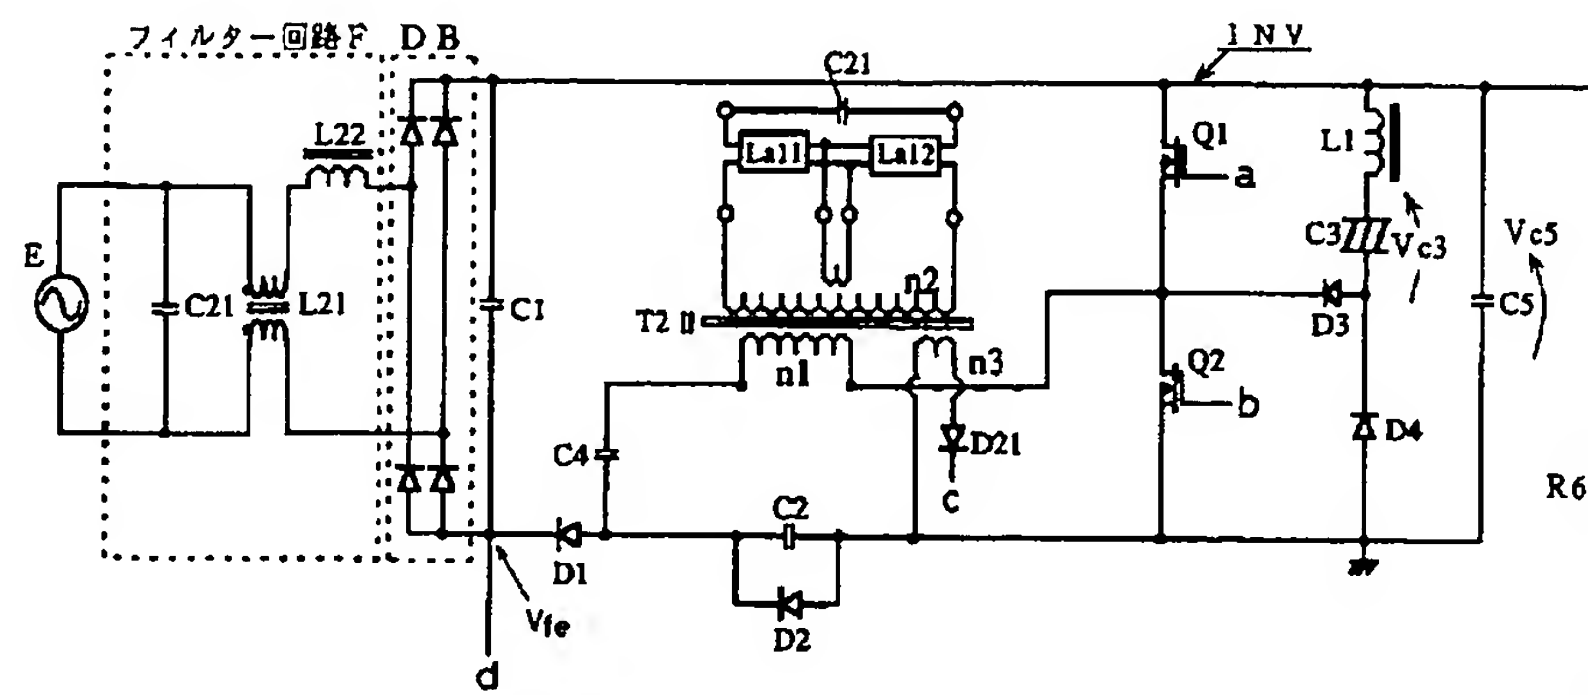 フィルター回路F
DB
INV
C21
L22
La11
La12
Q1
a
L1
C3
Vc3
Vc5
E
C21
L21
C1
T2
n2
n1
n3
D3
C5
Q2
b
C4
D21
c
D4
C2
R6
D1
Vfe
D2
d